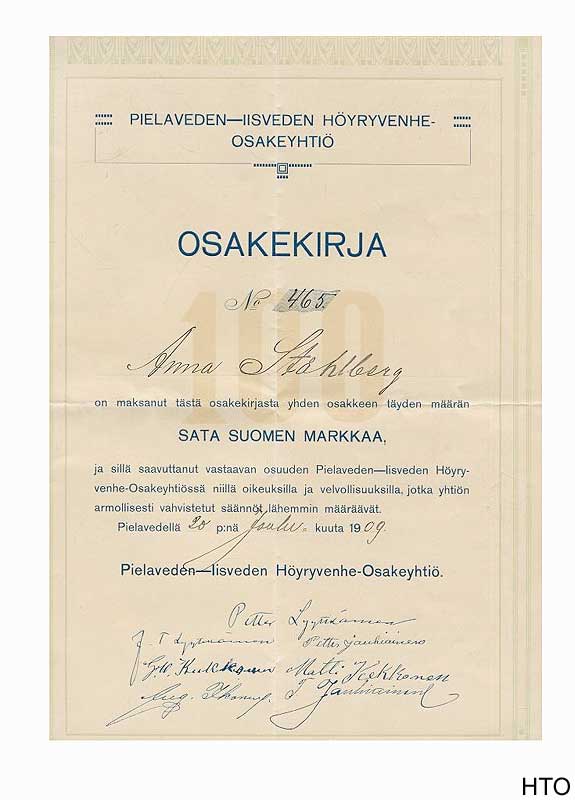 PIELAVEDEN—IISVEDEN HÖYRYVENHE-
OSAKEYHTIÖ
OSAKEKIRJA
No 465.
100
Anna Ståhlberg
on maksanut tästä osakekirjasta yhden osakkeen täyden määrän
SATA SUOMEN MARKKAA,
ja sillä saavuttanut vastaavan osuuden Pielaveden—Iisveden Höyry-
venhe-Osakeyhtiössä niillä oikeuksilla ja velvollisuuksilla, jotka yhtiön
armollisesti vahvistetut säännöt lähemmin määräävät.
Pielavedellä 20 p:nä Joulu- kuuta 1909.
Pielaveden—Iisveden Höyryvenhe-Osakeyhtiö.
Petter Lyytikäinen
J. T. Lyytikäinen Petter Jauhiainen
G.W. Kukkonen Matti Kekkonen
Aug. T. Jauhiainen
HTO